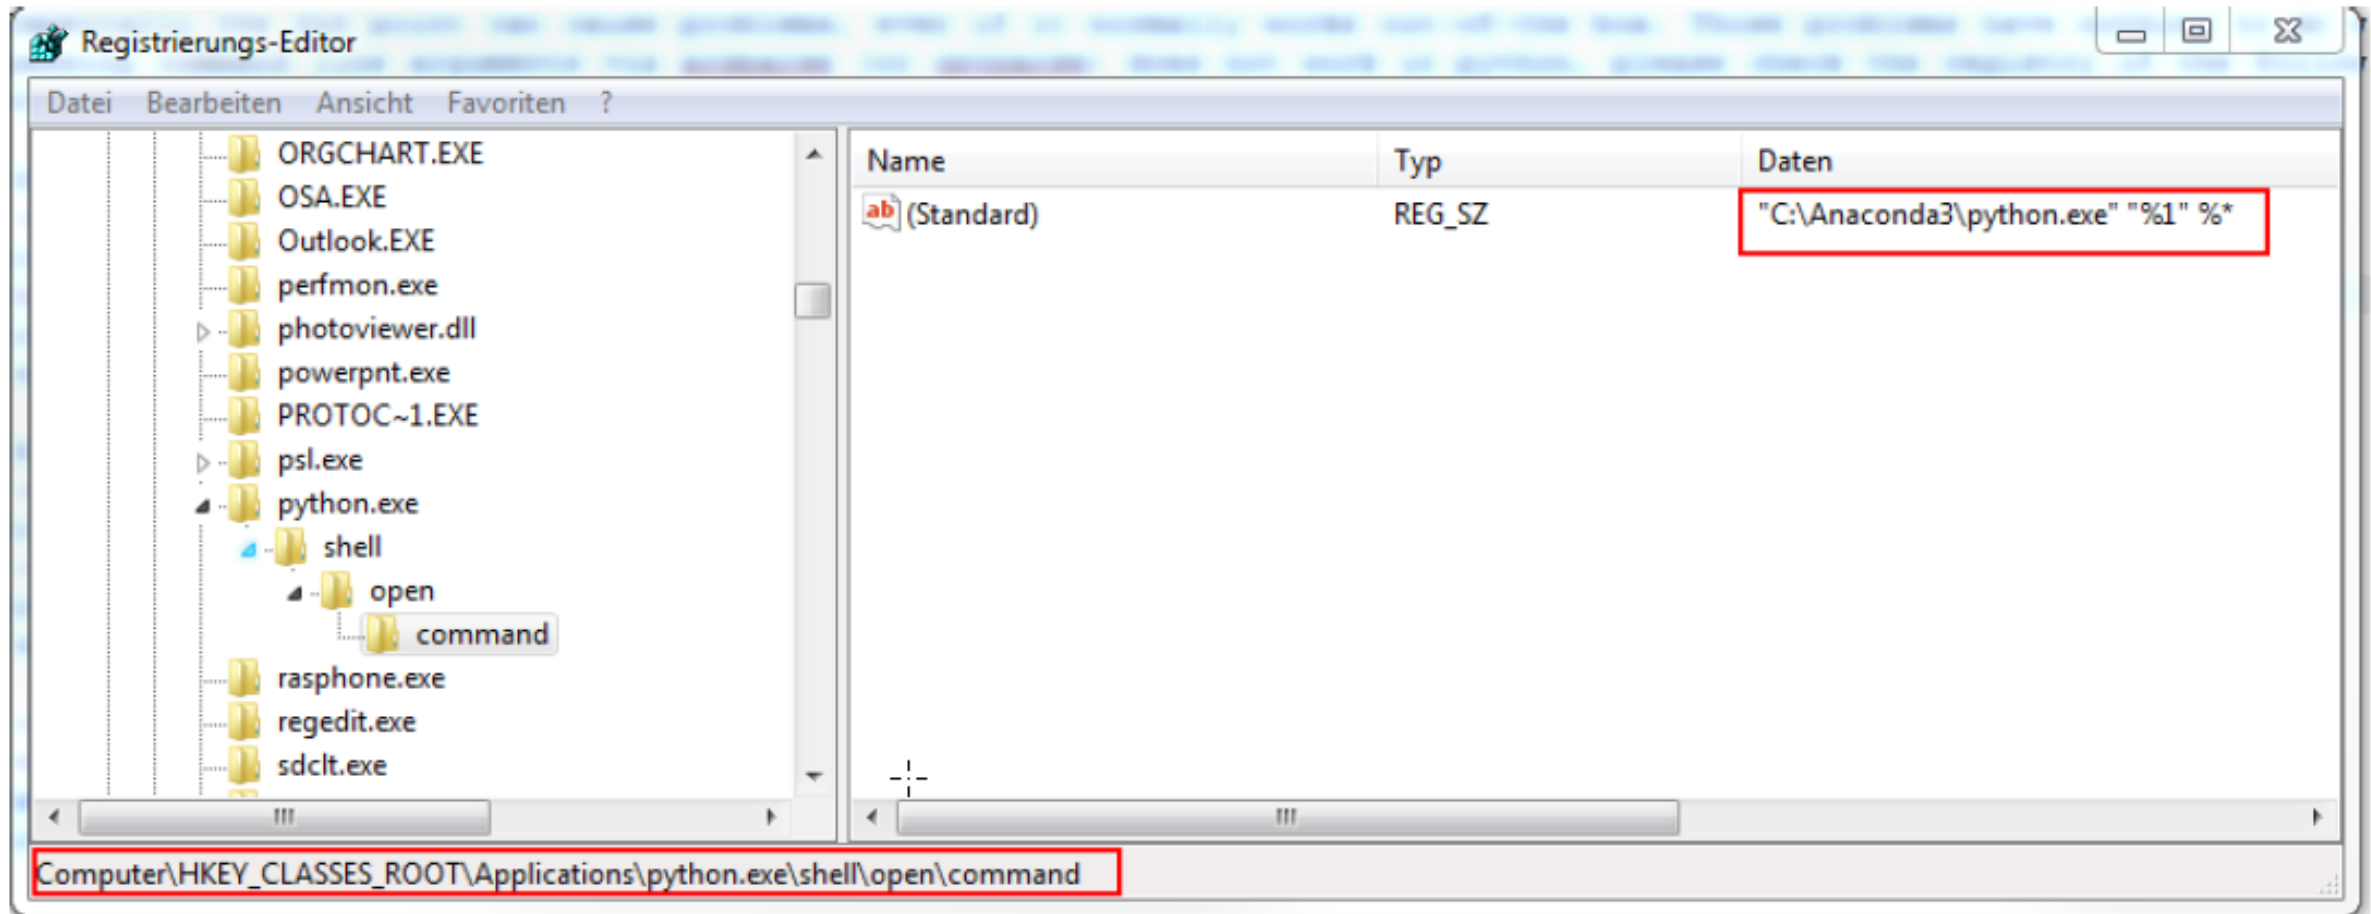 Registrierungs-Editor
Datei Bearbeiten Ansicht Favoriten ?
ORGCHART.EXE
OSA.EXE
Outlook.EXE
perfmon.exe
photoviewer.dll
powerpnt.exe
PROTOC~1.EXE
psl.exe
python.exe
shell
open
command
rasphone.exe
regedit.exe
sdclt.exe
Name Typ Daten
ab (Standard) REG_SZ "C:\Anaconda3\python.exe" "%1" %*
Computer\HKEY_CLASSES_ROOT\Applications\python.exe\shell\open\command